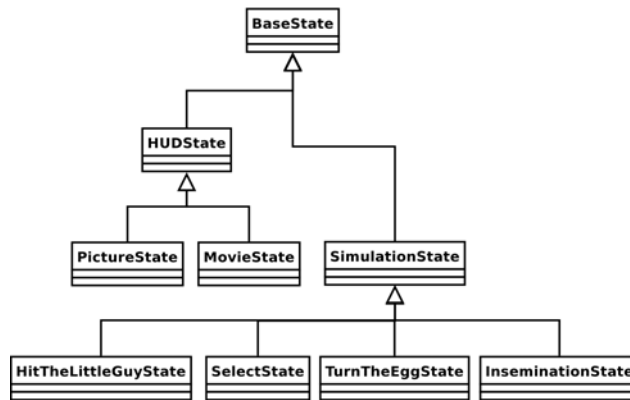 BaseState
HUDState
PictureState
MovieState
SimulationState
HitTheLittleGuyState
SelectState
TurnTheEggState
InseminationState